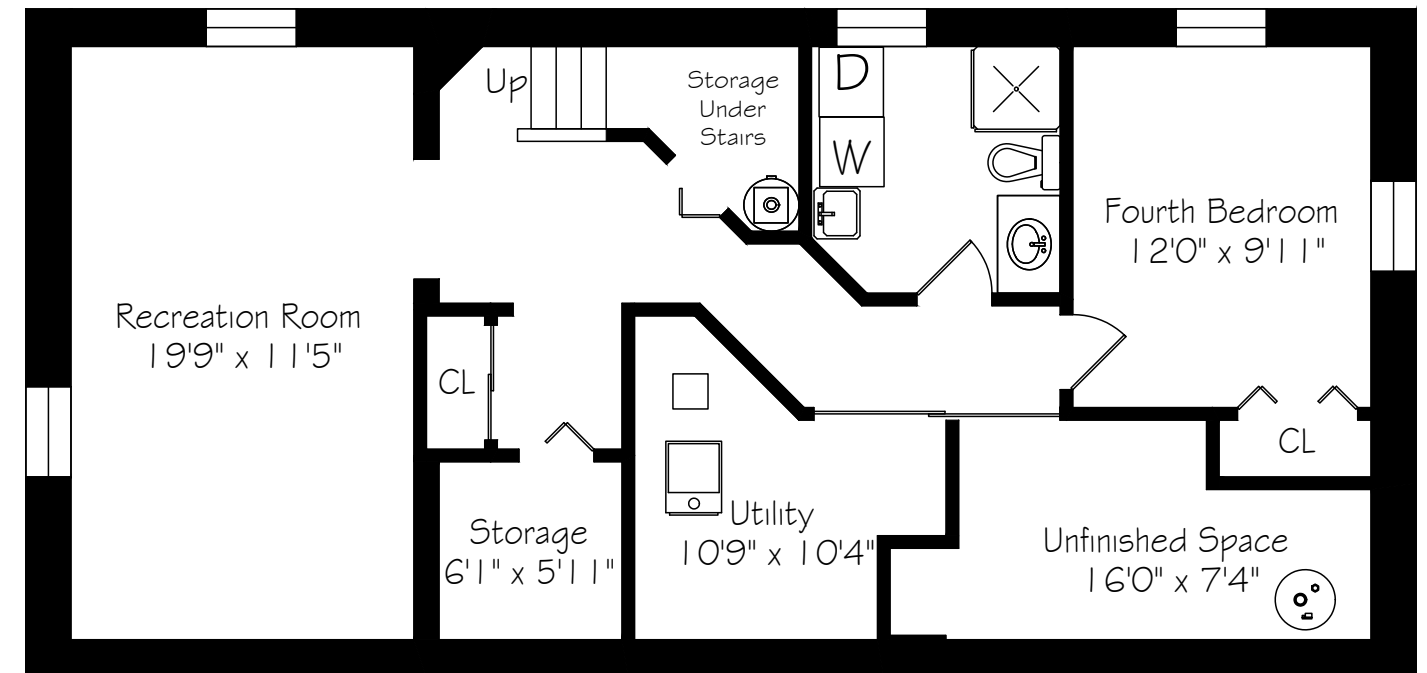 Up
Storage
Under
Stairs
D
W
Fourth Bedroom
12'0" x 9'11"
Recreation Room
19'9" x 11'5"
CL
CL
Storage
6'1" x 5'11"
Utility
10'9" x 10'4"
Unfinished Space
16'0" x 7'4"